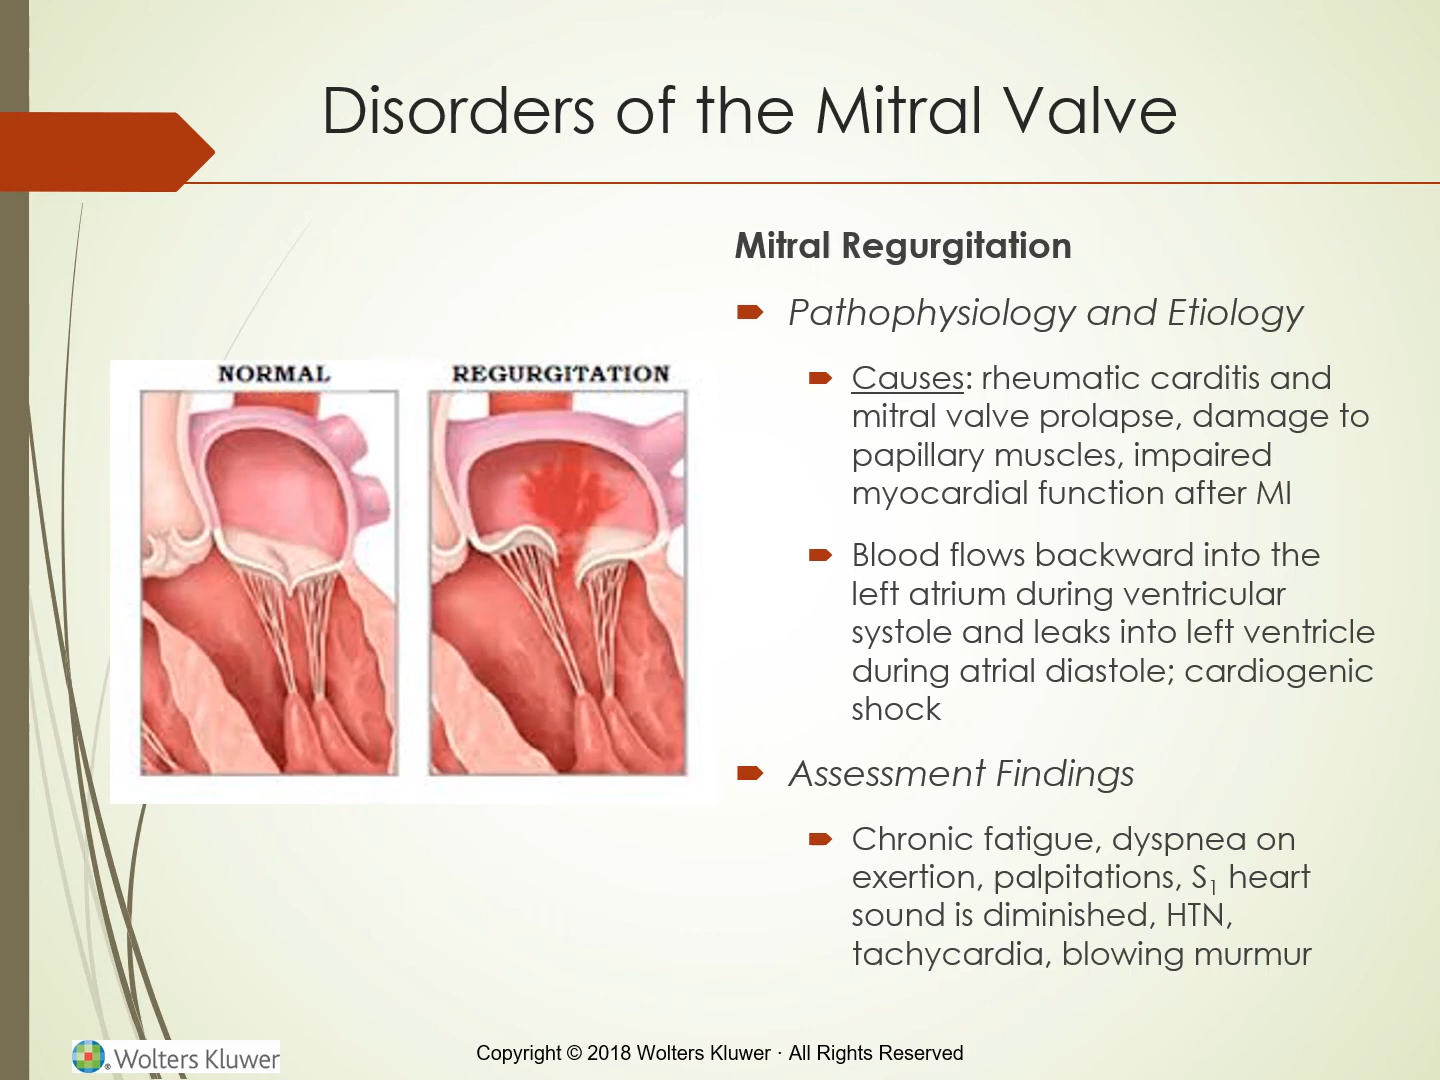 Disorders of the Mitral Valve
NORMAL
REGURGITATION
Mitral Regurgitation
Pathophysiology and Etiology
Causes: rheumatic carditis and
mitral valve prolapse, damage to
papillary muscles, impaired
myocardial function after MI
Blood flows backward into the
left atrium during ventricular
systole and leaks into left ventricle
during atrial diastole; cardiogenic
shock
Assessment Findings
Chronic fatigue, dyspnea on
exertion, palpitations, S₁ heart
sound is diminished, HTN,
tachycardia, blowing murmur
Wolters Kluwer
Copyright © 2018 Wolters Kluwer · All Rights Reserved